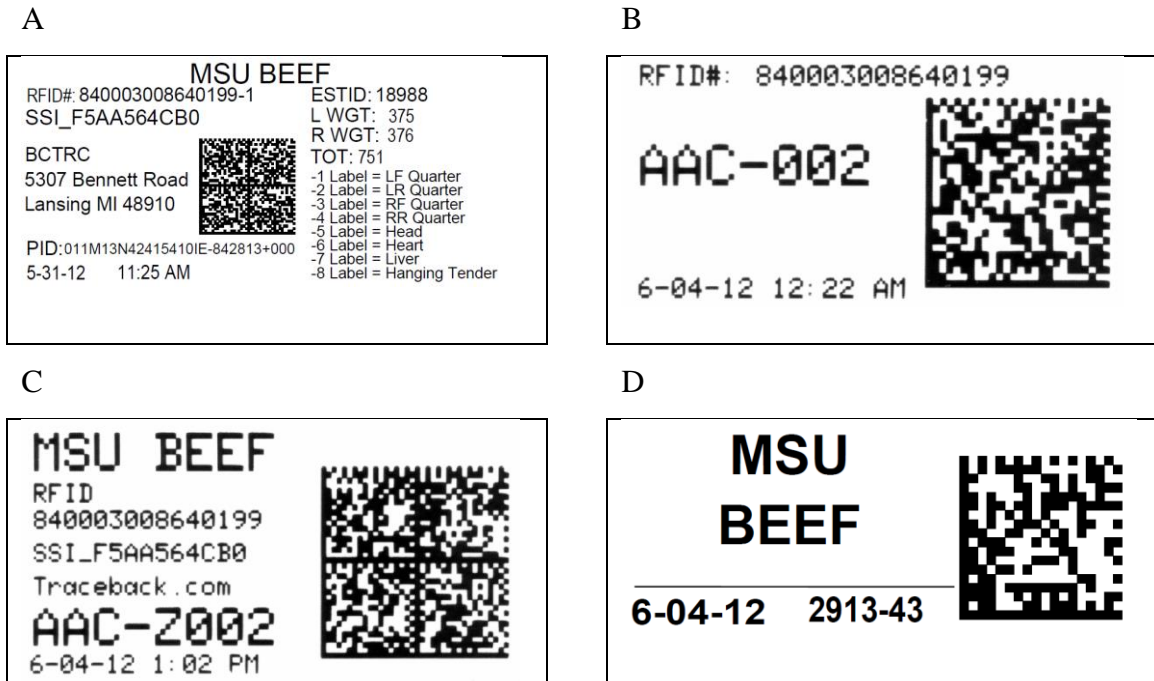 A
MSU BEEF
RFID#: 840003008640199-1
SSI_F5AA564CB0
BCTRC
5307 Bennett Road
Lansing MI 48910
PID:011M13N42415410IE-842813+000
5-31-12 11:25 AM
ESTID: 18988
L WGT: 375
R WGT: 376
TOT: 751
-1 Label = LF Quarter
-2 Label = LR Quarter
-3 Label = RF Quarter
-4 Label = RR Quarter
-5 Label = Head
-6 Label = Heart
-7 Label = Liver
-8 Label = Hanging Tender
B
RFID#: 840003008640199
AAC-002
6-04-12 12:22 AM
C
MSU BEEF
RFID
840003008640199
SSI_F5AA564CB0
Traceback.com
AAC-Z002
6-04-12 1:02 PM
D
MSU
BEEF
6-04-12 2913-43